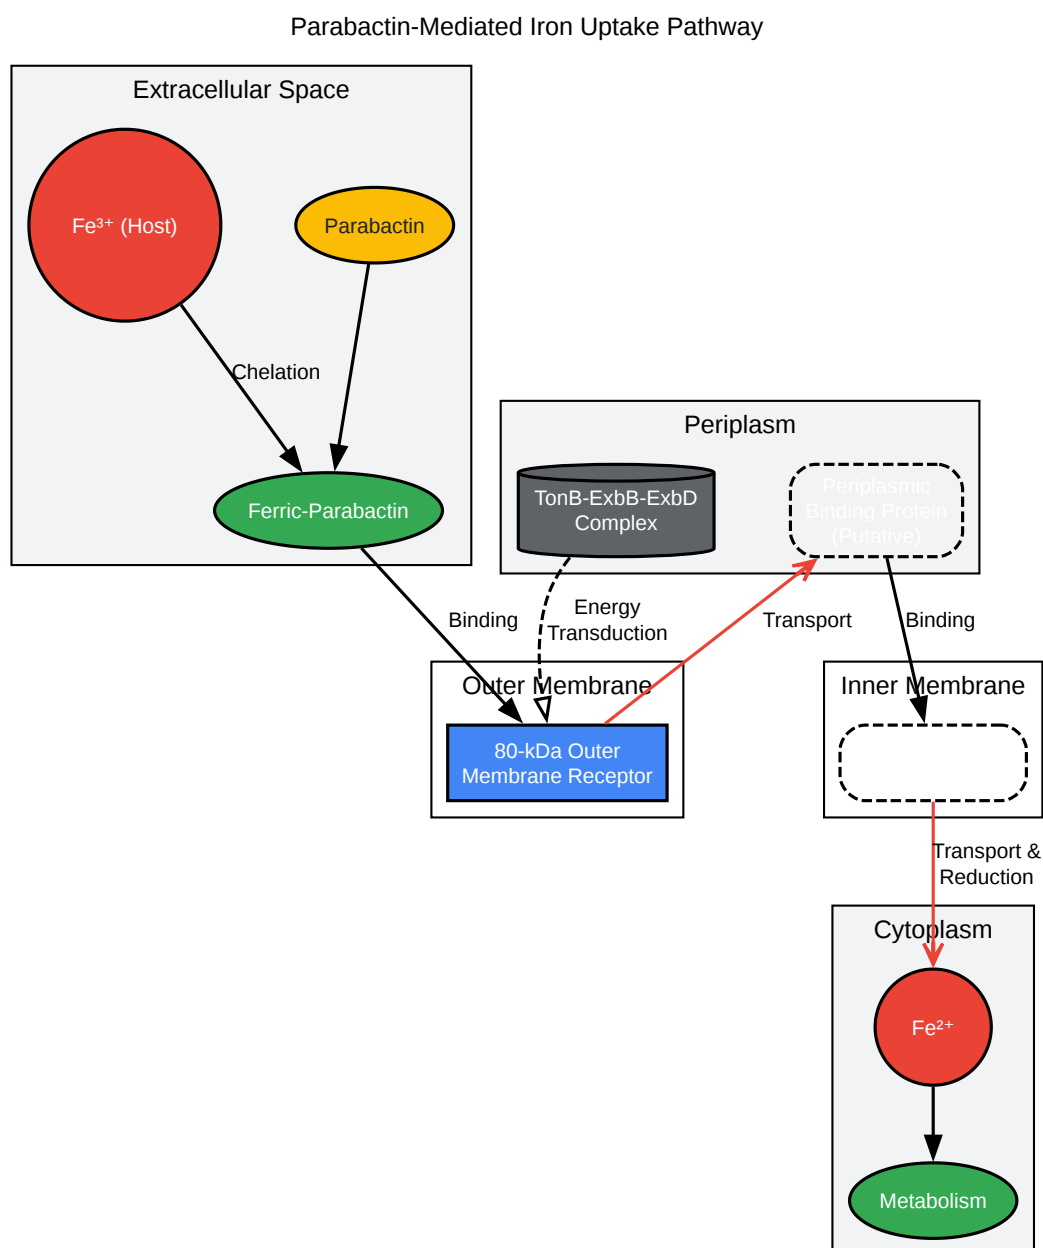 Parabactin-Mediated Iron Uptake Pathway
Extracellular Space
Fe³⁺ (Host)
Parabactin
Chelation
Ferric-Parabactin
Periplasm
TonB-ExbB-ExbD
Complex
Periplasmic
Binding Protein
(Putative)
Binding
Energy
Transduction
Transport
Binding
Outer Membrane
80-kDa Outer
Membrane Receptor
Inner Membrane
Transport &
Reduction
Cytoplasm
Fe²⁺
Metabolism